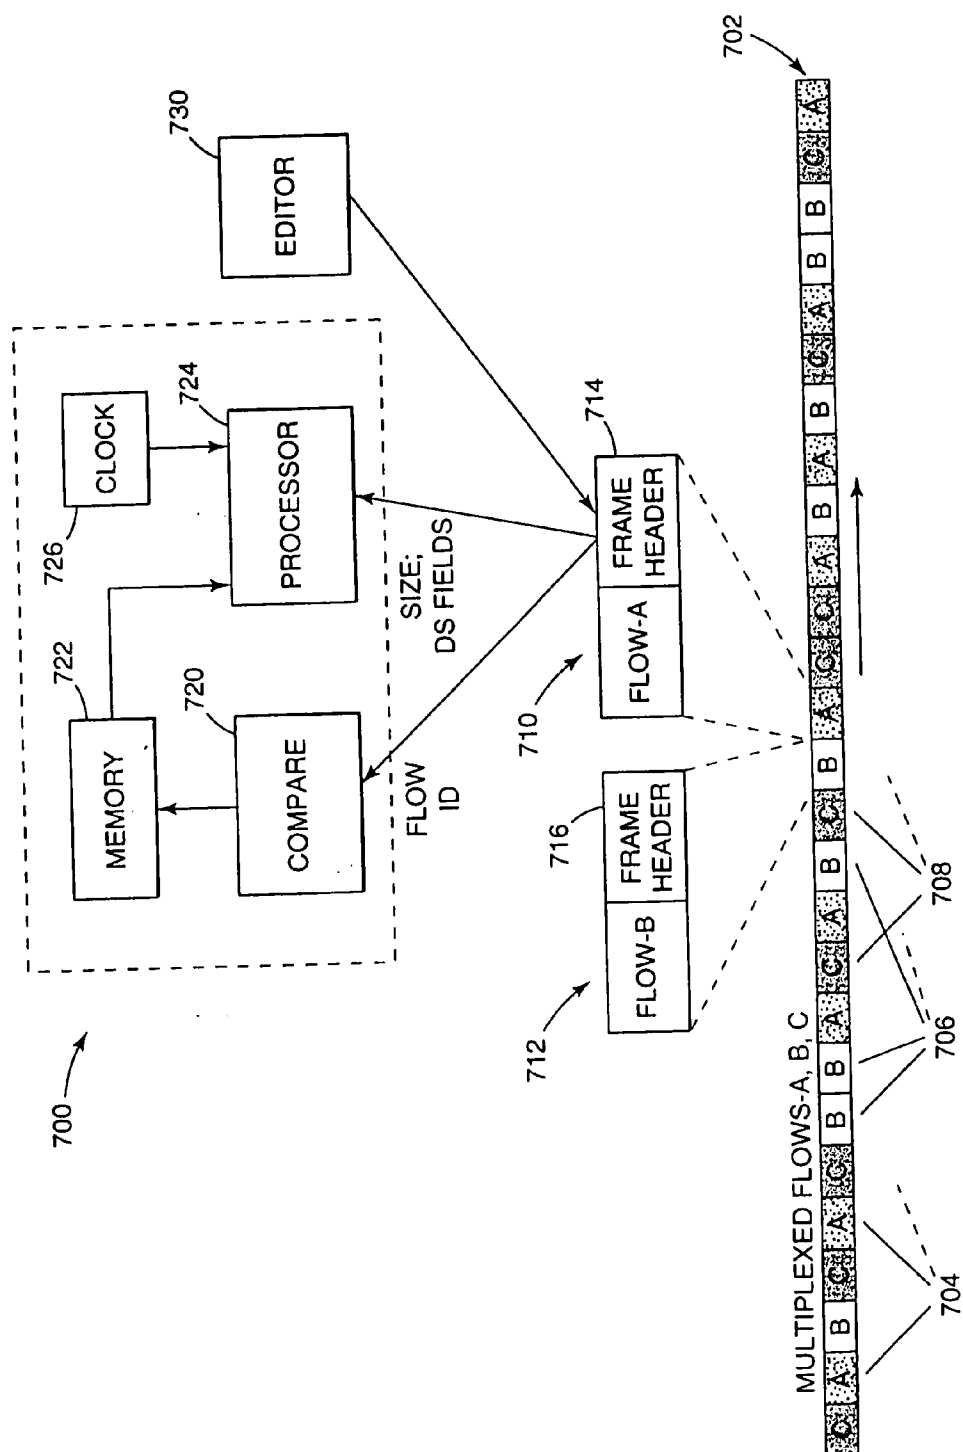 700
722
MEMORY
726
CLOCK
720
COMPARE
724
PROCESSOR
730
EDITOR
FLOW
ID
SIZE;
DS FIELDS
712
FLOW-B
716
FRAME
HEADER
710
FLOW-A
714
FRAME
HEADER
702
MULTIPLEXED FLOWS-A, B, C
C A B C A C B B A C A B C B A C C A B A B C A B B C A
704
706
708